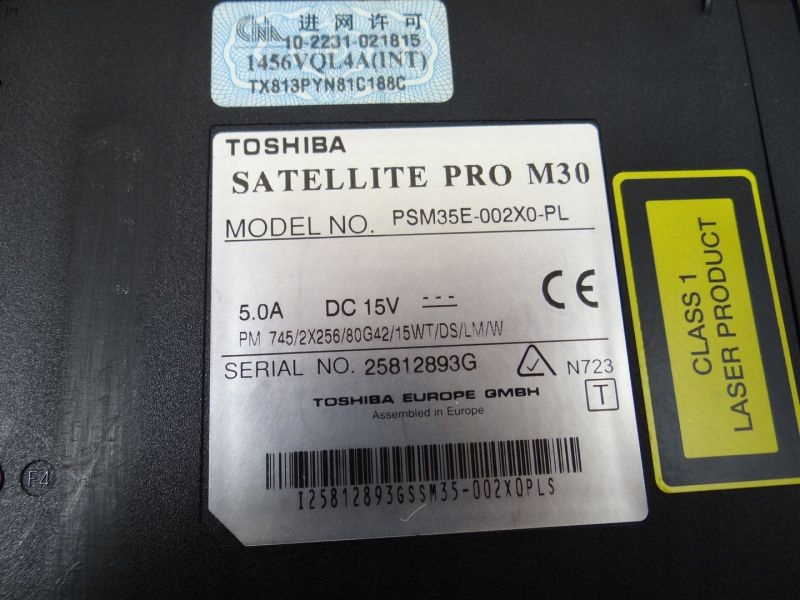 进网许可
10-2231-021815
1456VQL4A(INT)
TX813PYN81C188C
TOSHIBA
SATELLITE PRO M30
MODEL NO. PSM35E-002X0-PL
5.0A DC 15V
CE
PM 745/2X256/80G42/15WT/DS/LM/W
SERIAL NO. 25812893G
N723
TOSHIBA EUROPE GMBH
T
Assembled in Europe
I25812893GSSM35-002X0PLS
CLASS 1
LASER PRODUCT
F4